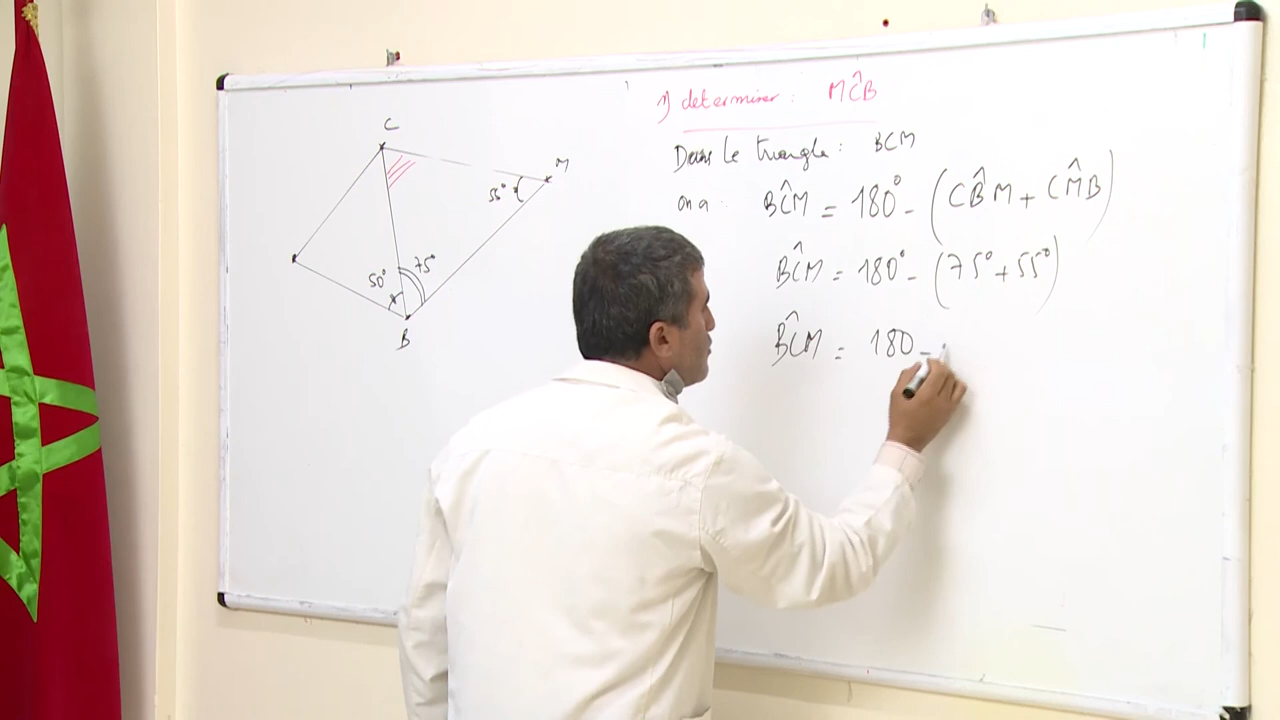 1) determiner : MĈB
Dans le triangle : BCM
on a : BĈM = 180° - (CB̂M + CM̂B)
BĈM = 180° - (75° + 55°)
BĈM = 180 -
C
M
55°
75°
50°
B